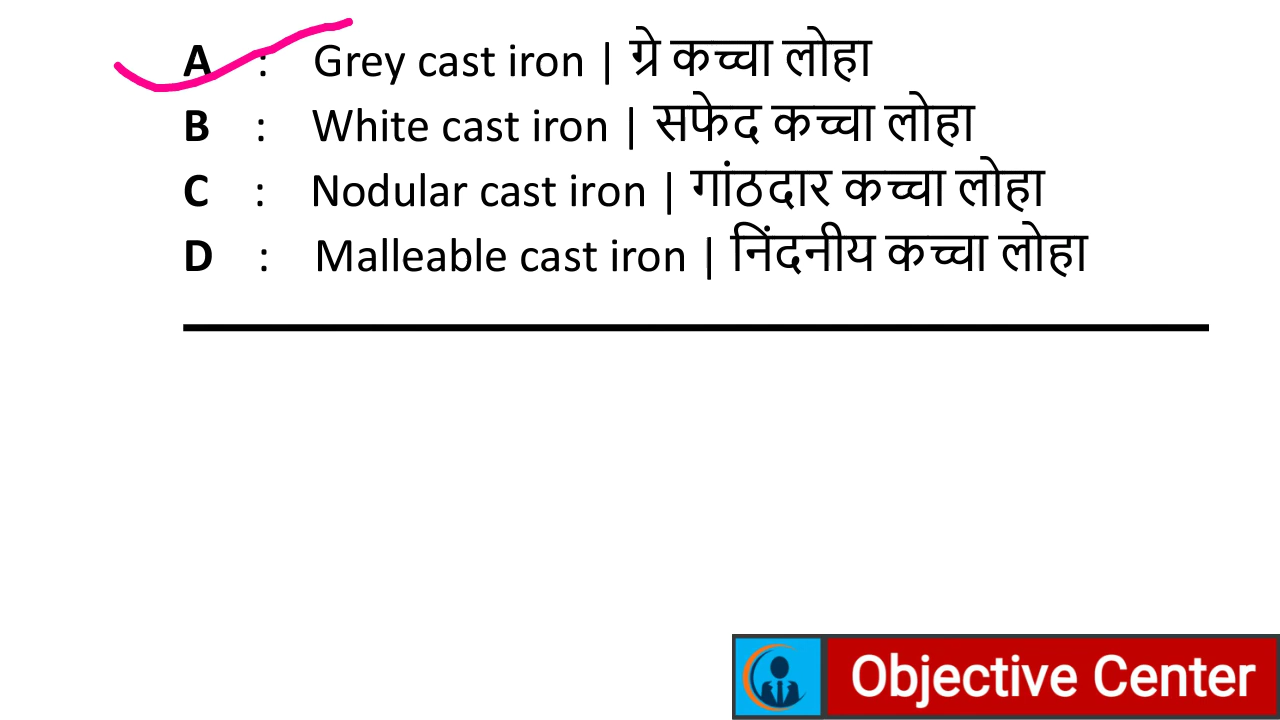 A : Grey cast iron | ग्रे कच्चा लोहा
B : White cast iron | सफेद कच्चा लोहा
C : Nodular cast iron | गांठदार कच्चा लोहा
D : Malleable cast iron | निंदनीय कच्चा लोहा
Objective Center